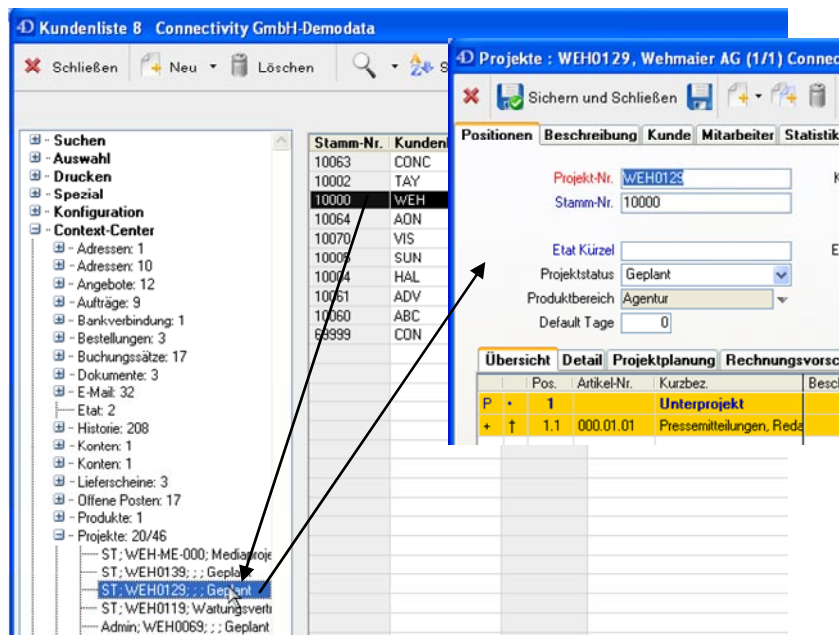 Kundenliste 8 Connectivity GmbH-Demodata
Schließen Neu Löschen
- Suchen
- Auswahl
- Drucken
- Spezial
- Konfiguration
- Context-Center
- Adressen: 1
- Adressen: 10
- Angebote: 12
- Aufträge: 9
- Bankverbindung: 1
- Bestellungen: 3
- Buchungssätze: 17
- Dokumente: 3
- E-Mail: 32
Etat: 2
- Historie: 208
- Konten: 1
- Konten: 1
- Lieferscheine: 3
- Offene Posten: 17
- Produkte: 1
- Projekte: 20/46
ST; WEH-ME-000; Mediaproje
ST; WEH0139; ; ; Geplant
ST; WEH0129; ; ; Geplant
ST; WEH0119; Wartungsvertr
Admin; WEH0069; ; ; Geplant
Stamm-Nr.
10063 CONC
10002 TAY
10000 WEH
10064 AON
10070 VIS
10005 SUN
10004 HAL
10061 ADV
10060 ABC
69999 CON
Projekte : WEH0129, Wehmaier AG (1/1) Connec
Sichern und Schließen
Positionen Beschreibung Kunde Mitarbeiter Statistik
Projekt-Nr. WEH0129
Stamm-Nr. 10000
Etat Kürzel
Projektstatus Geplant
Produktbereich Agentur
Default Tage 0
Übersicht Detail Projektplanung Rechnungsvorsc
Pos. Artikel-Nr. Kurzbez. Besch
P • 1 Unterprojekt
+ † 1.1 000.01.01 Pressemitteilungen, Reda